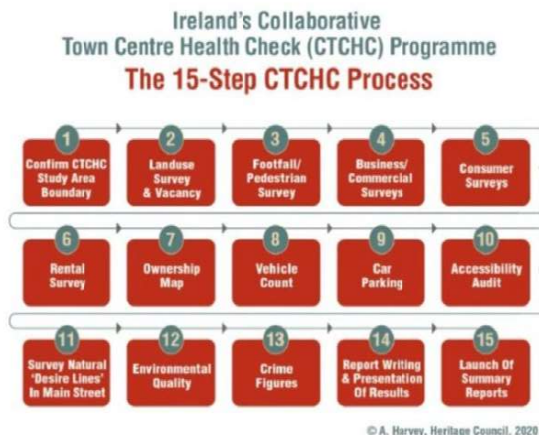 Ireland's Collaborative
Town Centre Health Check (CTCHC) Programme
The 15-Step CTCHC Process
1
Confirm CTCHC
Study Area
Boundary
2
Landuse
Survey
& Vacancy
3
Footfall/
Pedestrian
Survey
4
Business/
Commercial
Surveys
5
Consumer
Surveys
6
Rental
Survey
7
Ownership
Map
8
Vehicle
Count
9
Car
Parking
10
Accessibility
Audit
11
Survey Natural
'Desire Lines'
In Main Street
12
Environmental
Quality
13
Crime
Figures
14
Report Writing
& Presentation
Of Results
15
Launch Of
Summary
Reports
© A. Harvey, Heritage Council, 2020